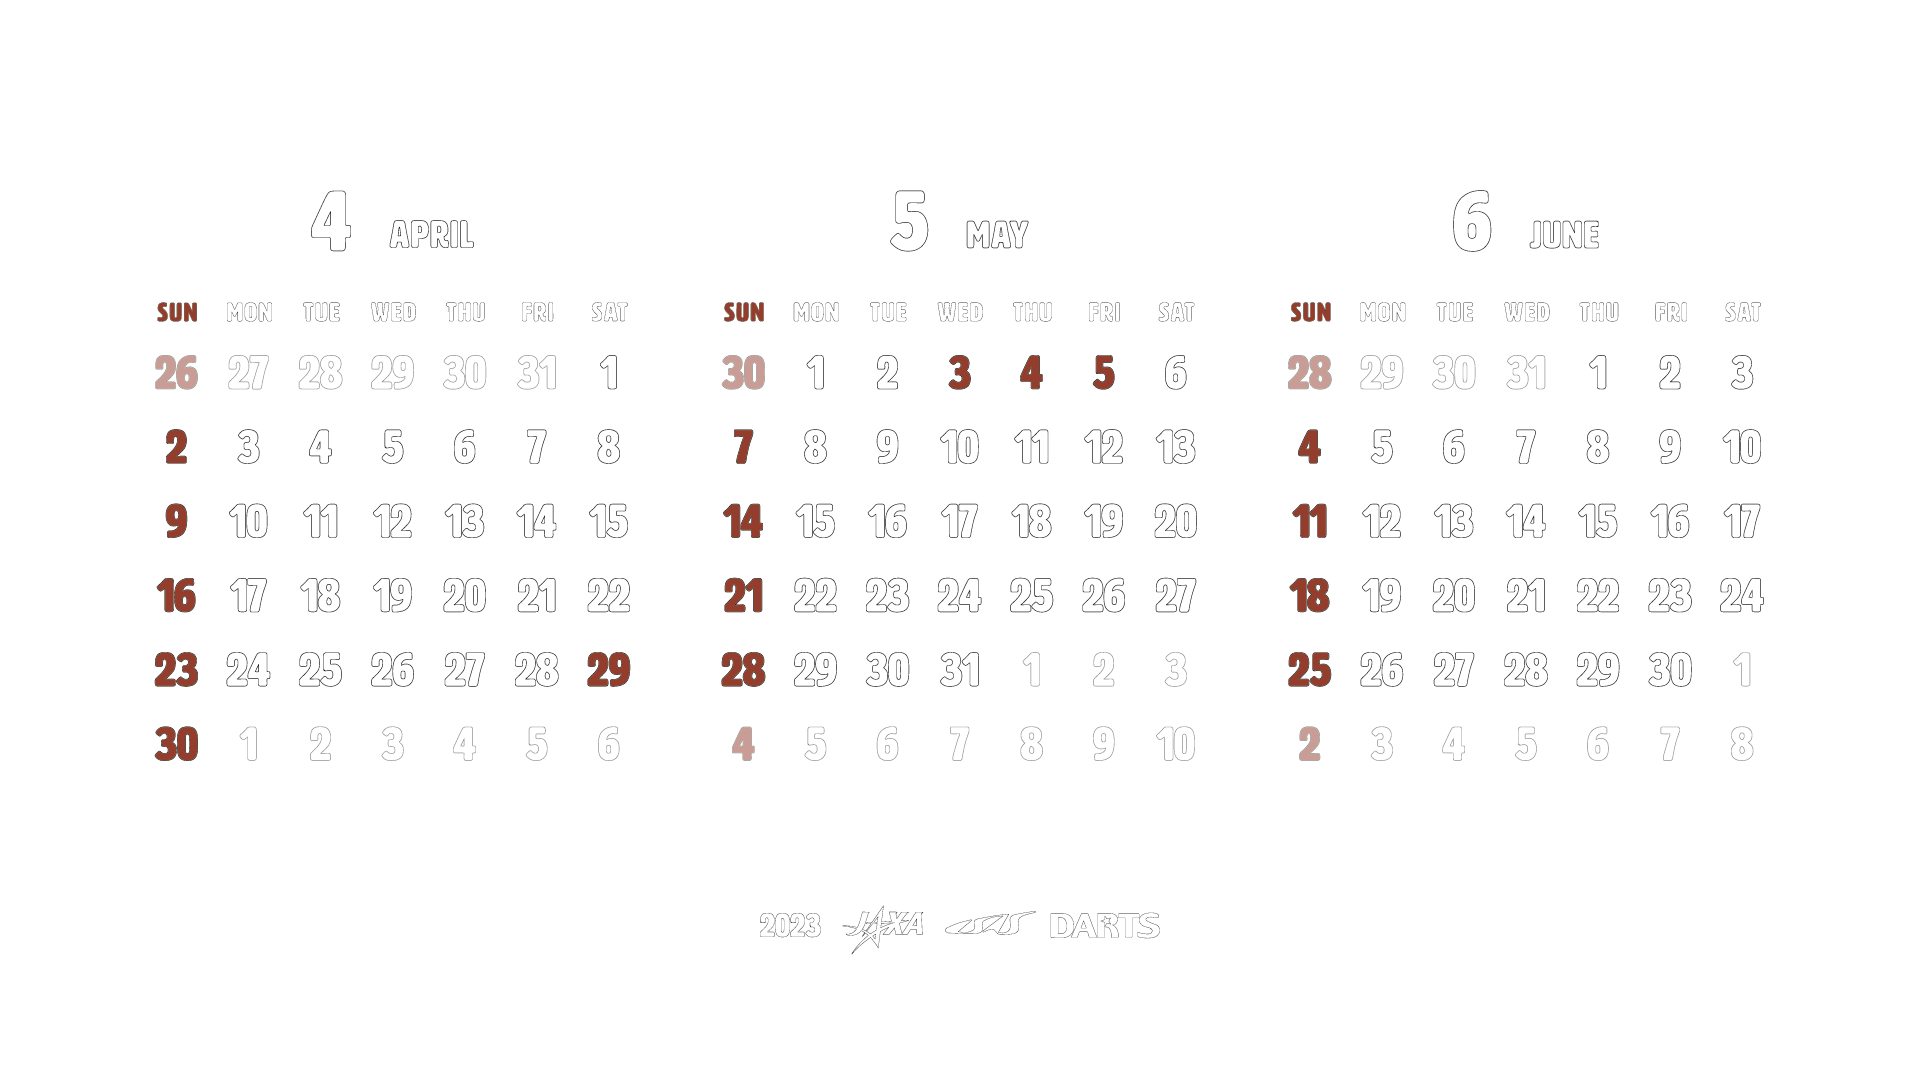 4 APRIL
SUN MON TUE WED THU FRI SAT
26 27 28 29 30 31 1
2 3 4 5 6 7 8
9 10 11 12 13 14 15
16 17 18 19 20 21 22
23 24 25 26 27 28 29
30 1 2 3 4 5 6
5 MAY
SUN MON TUE WED THU FRI SAT
30 1 2 3 4 5 6
7 8 9 10 11 12 13
14 15 16 17 18 19 20
21 22 23 24 25 26 27
28 29 30 31 1 2 3
4 5 6 7 8 9 10
6 JUNE
SUN MON TUE WED THU FRI SAT
28 29 30 31 1 2 3
4 5 6 7 8 9 10
11 12 13 14 15 16 17
18 19 20 21 22 23 24
25 26 27 28 29 30 1
2 3 4 5 6 7 8
2023 JAXA ISAS DARTS